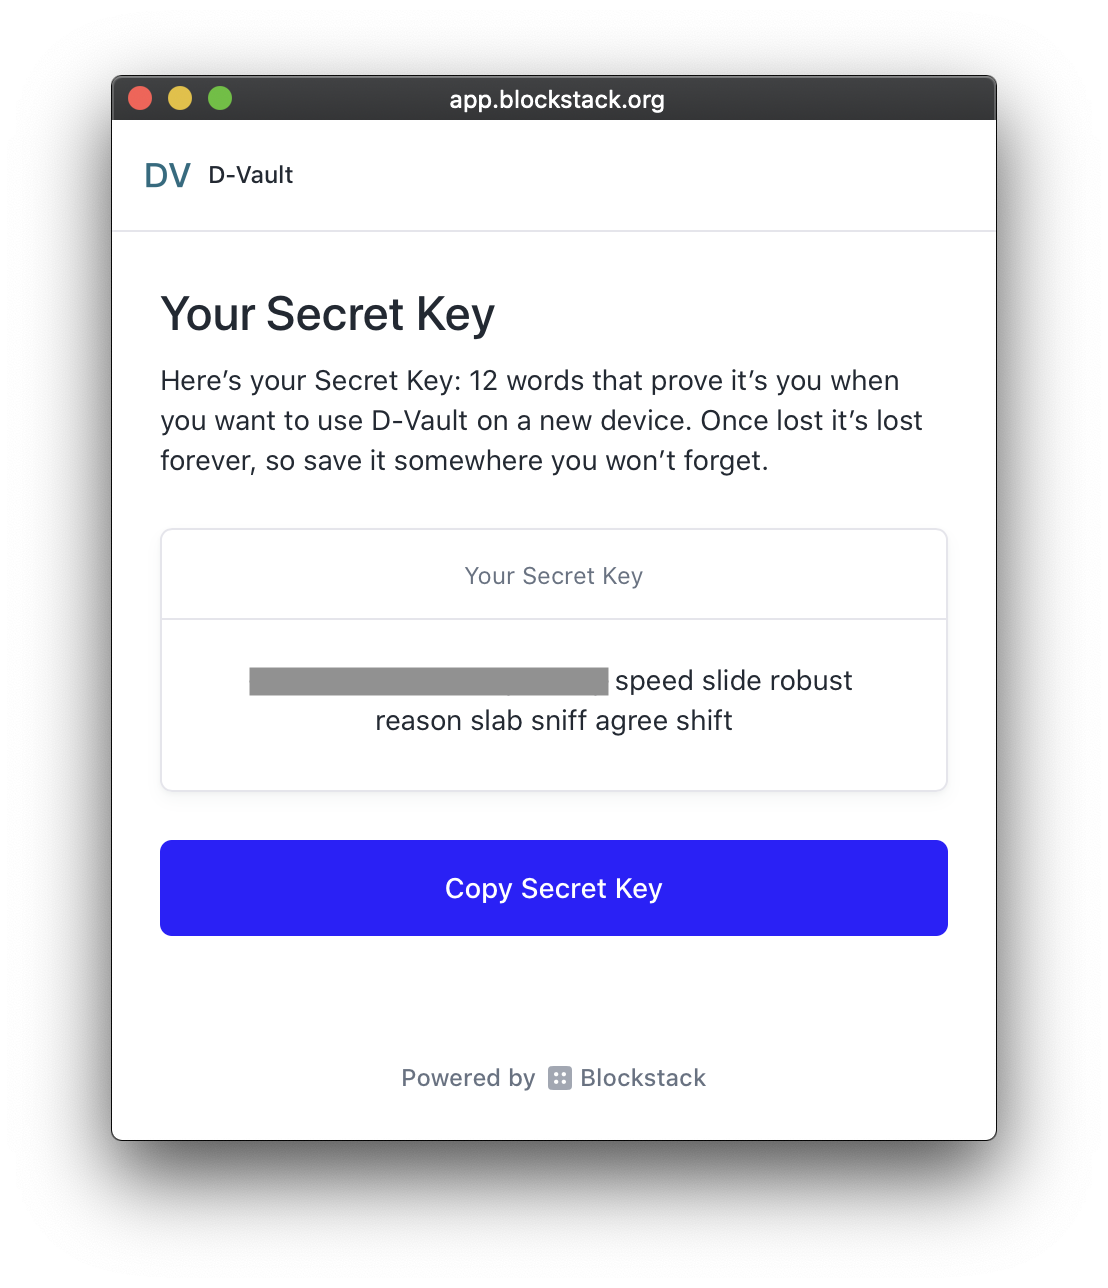 app.blockstack.org
DV D-Vault
Your Secret Key
Here’s your Secret Key: 12 words that prove it’s you when
you want to use D-Vault on a new device. Once lost it’s lost
forever, so save it somewhere you won’t forget.
Your Secret Key
speed slide robust
reason slab sniff agree shift
Copy Secret Key
Powered by Blockstack